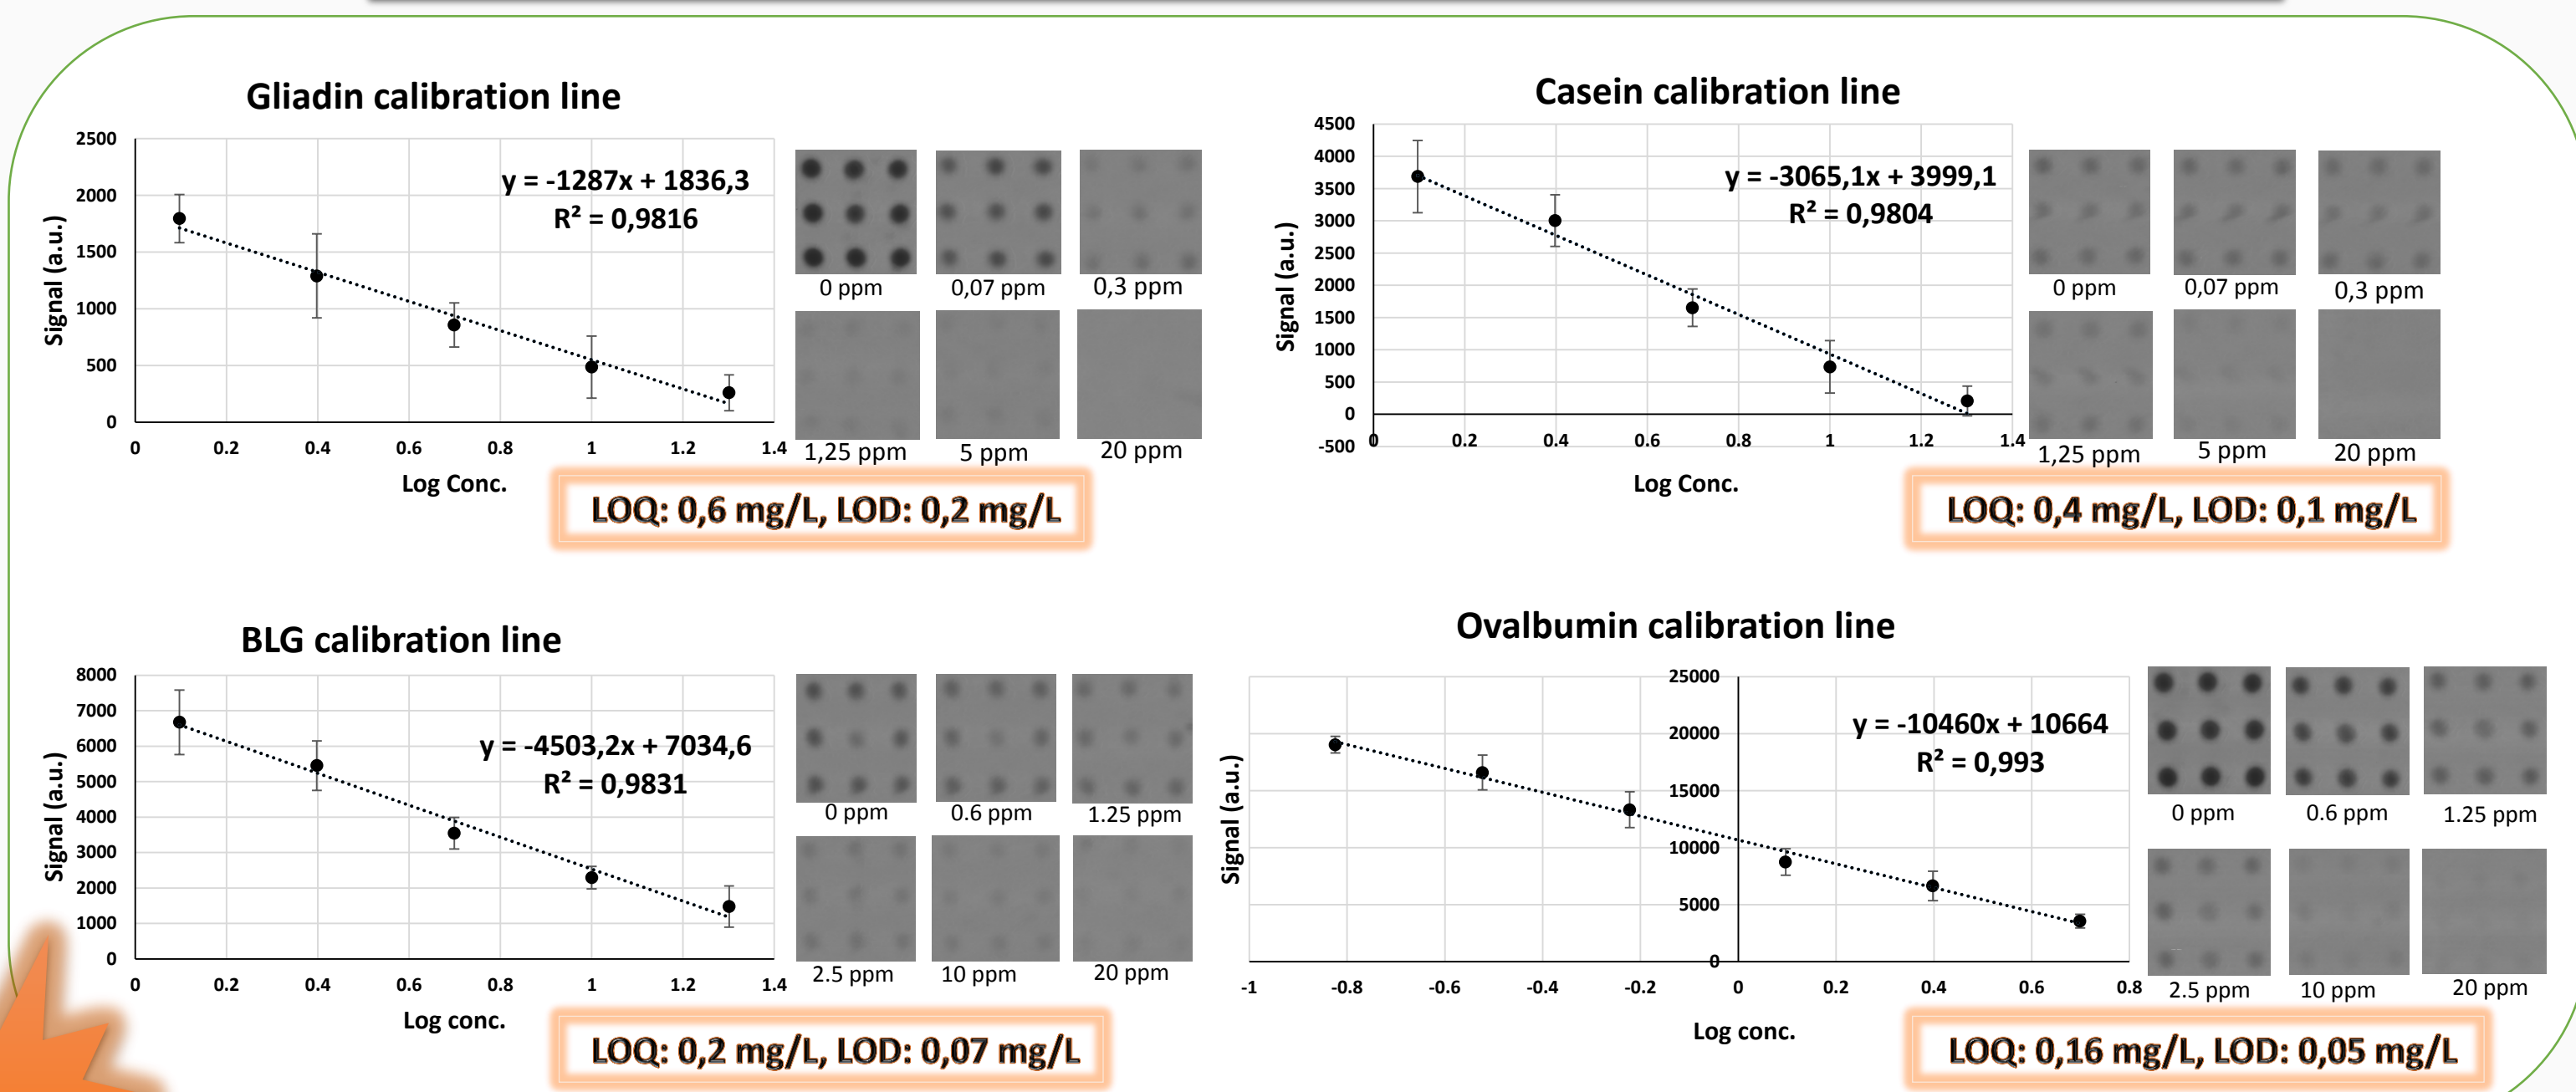 Gliadin calibration line
2500
2000
1500
1000
500
0
Signal (a.u.)
y = -1287x + 1836,3
R² = 0,9816
0 0.2 0.4 0.6 0.8 1 1.2 1.4
Log Conc.
0 ppm 0,07 ppm 0,3 ppm
1,25 ppm 5 ppm 20 ppm
LOQ: 0,6 mg/L, LOD: 0,2 mg/L
Casein calibration line
4500
4000
3500
3000
2500
2000
1500
1000
500
0
-500
Signal (a.u.)
y = -3065,1x + 3999,1
R² = 0,9804
0 0.2 0.4 0.6 0.8 1 1.2 1.4
Log Conc.
0 ppm 0,07 ppm 0,3 ppm
1,25 ppm 5 ppm 20 ppm
LOQ: 0,4 mg/L, LOD: 0,1 mg/L
BLG calibration line
8000
7000
6000
5000
4000
3000
2000
1000
0
Signal (a.u.)
y = -4503,2x + 7034,6
R² = 0,9831
0 0.2 0.4 0.6 0.8 1 1.2 1.4
Log conc.
0 ppm 0.6 ppm 1.25 ppm
2.5 ppm 10 ppm 20 ppm
LOQ: 0,2 mg/L, LOD: 0,07 mg/L
Ovalbumin calibration line
25000
20000
15000
10000
5000
0
Signal (a.u.)
y = -10460x + 10664
R² = 0,993
-1 -0.8 -0.6 -0.4 -0.2 0 0.2 0.4 0.6 0.8
Log conc.
0 ppm 0.6 ppm 1.25 ppm
2.5 ppm 10 ppm 20 ppm
LOQ: 0,16 mg/L, LOD: 0,05 mg/L